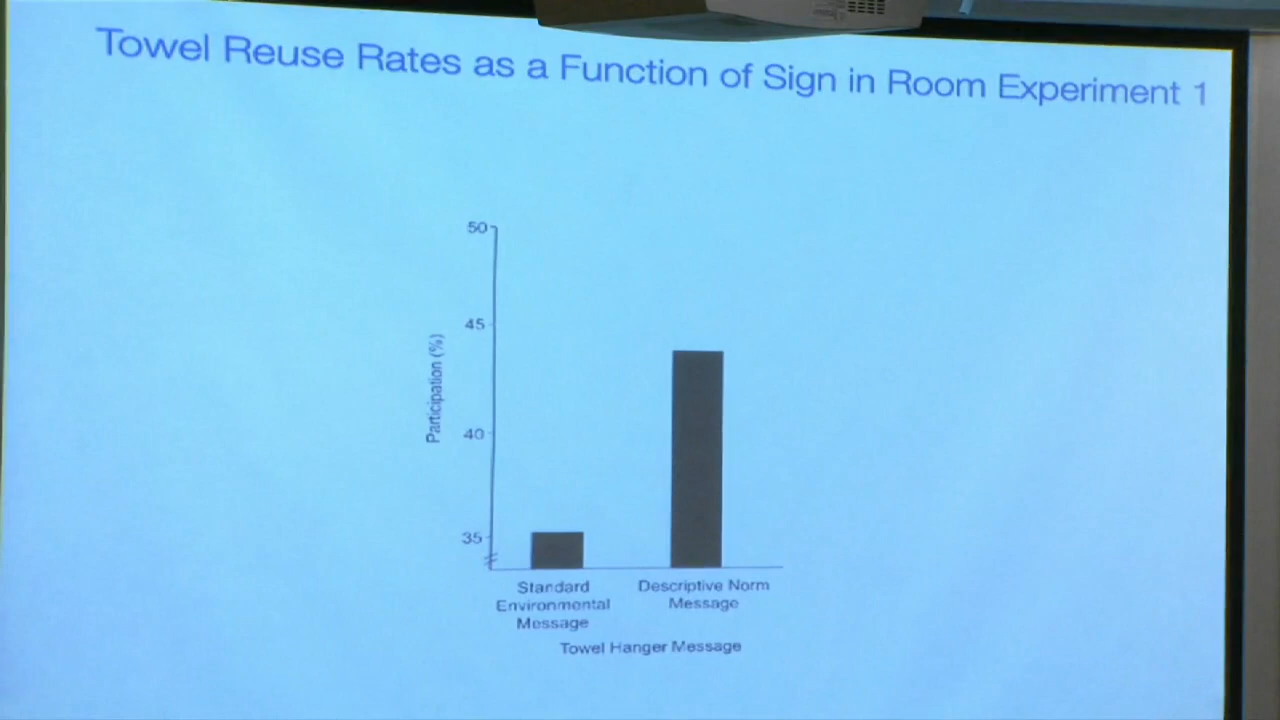 Towel Reuse Rates as a Function of Sign in Room Experiment 1
50
45
40
35
Participation (%)
Standard
Environmental
Message
Descriptive Norm
Message
Towel Hanger Message